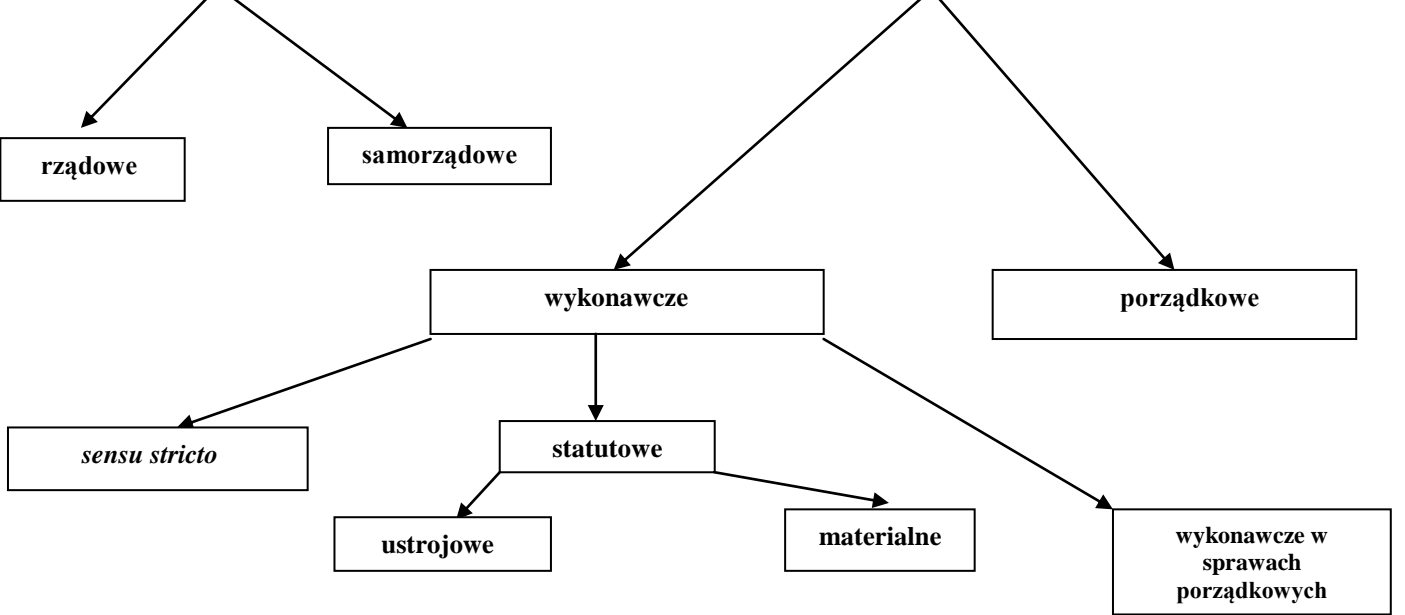 rządowe
samorządowe
wykonawcze
porządkowe
sensu stricto
statutowe
ustrojowe
materialne
wykonawcze w
sprawach
porządkowych